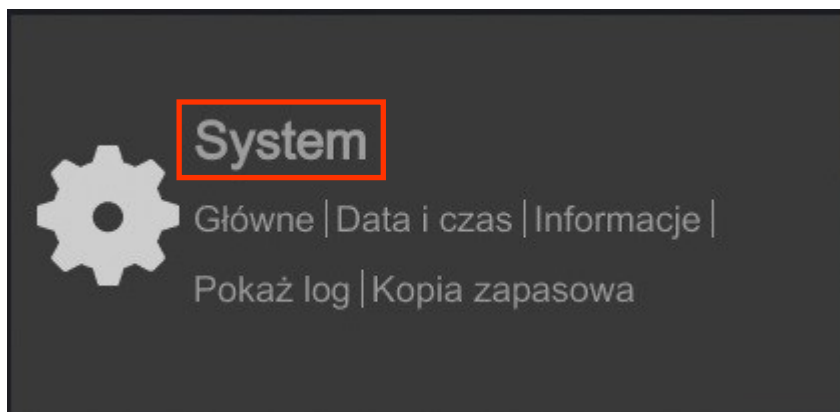 System
Główne | Data i czas | Informacje |
Pokaż log | Kopia zapasowa